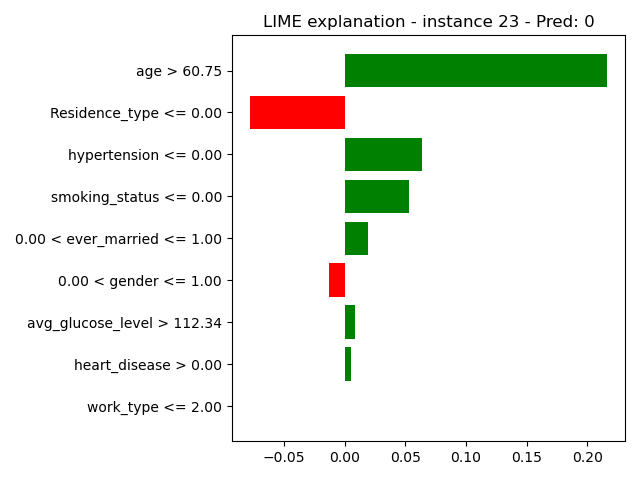 LIME explanation - instance 23 - Pred: 0
age > 60.75
Residence_type <= 0.00
hypertension <= 0.00
smoking_status <= 0.00
0.00 < ever_married <= 1.00
0.00 < gender <= 1.00
avg_glucose_level > 112.34
heart_disease > 0.00
work_type <= 2.00
−0.05 0.00 0.05 0.10 0.15 0.20